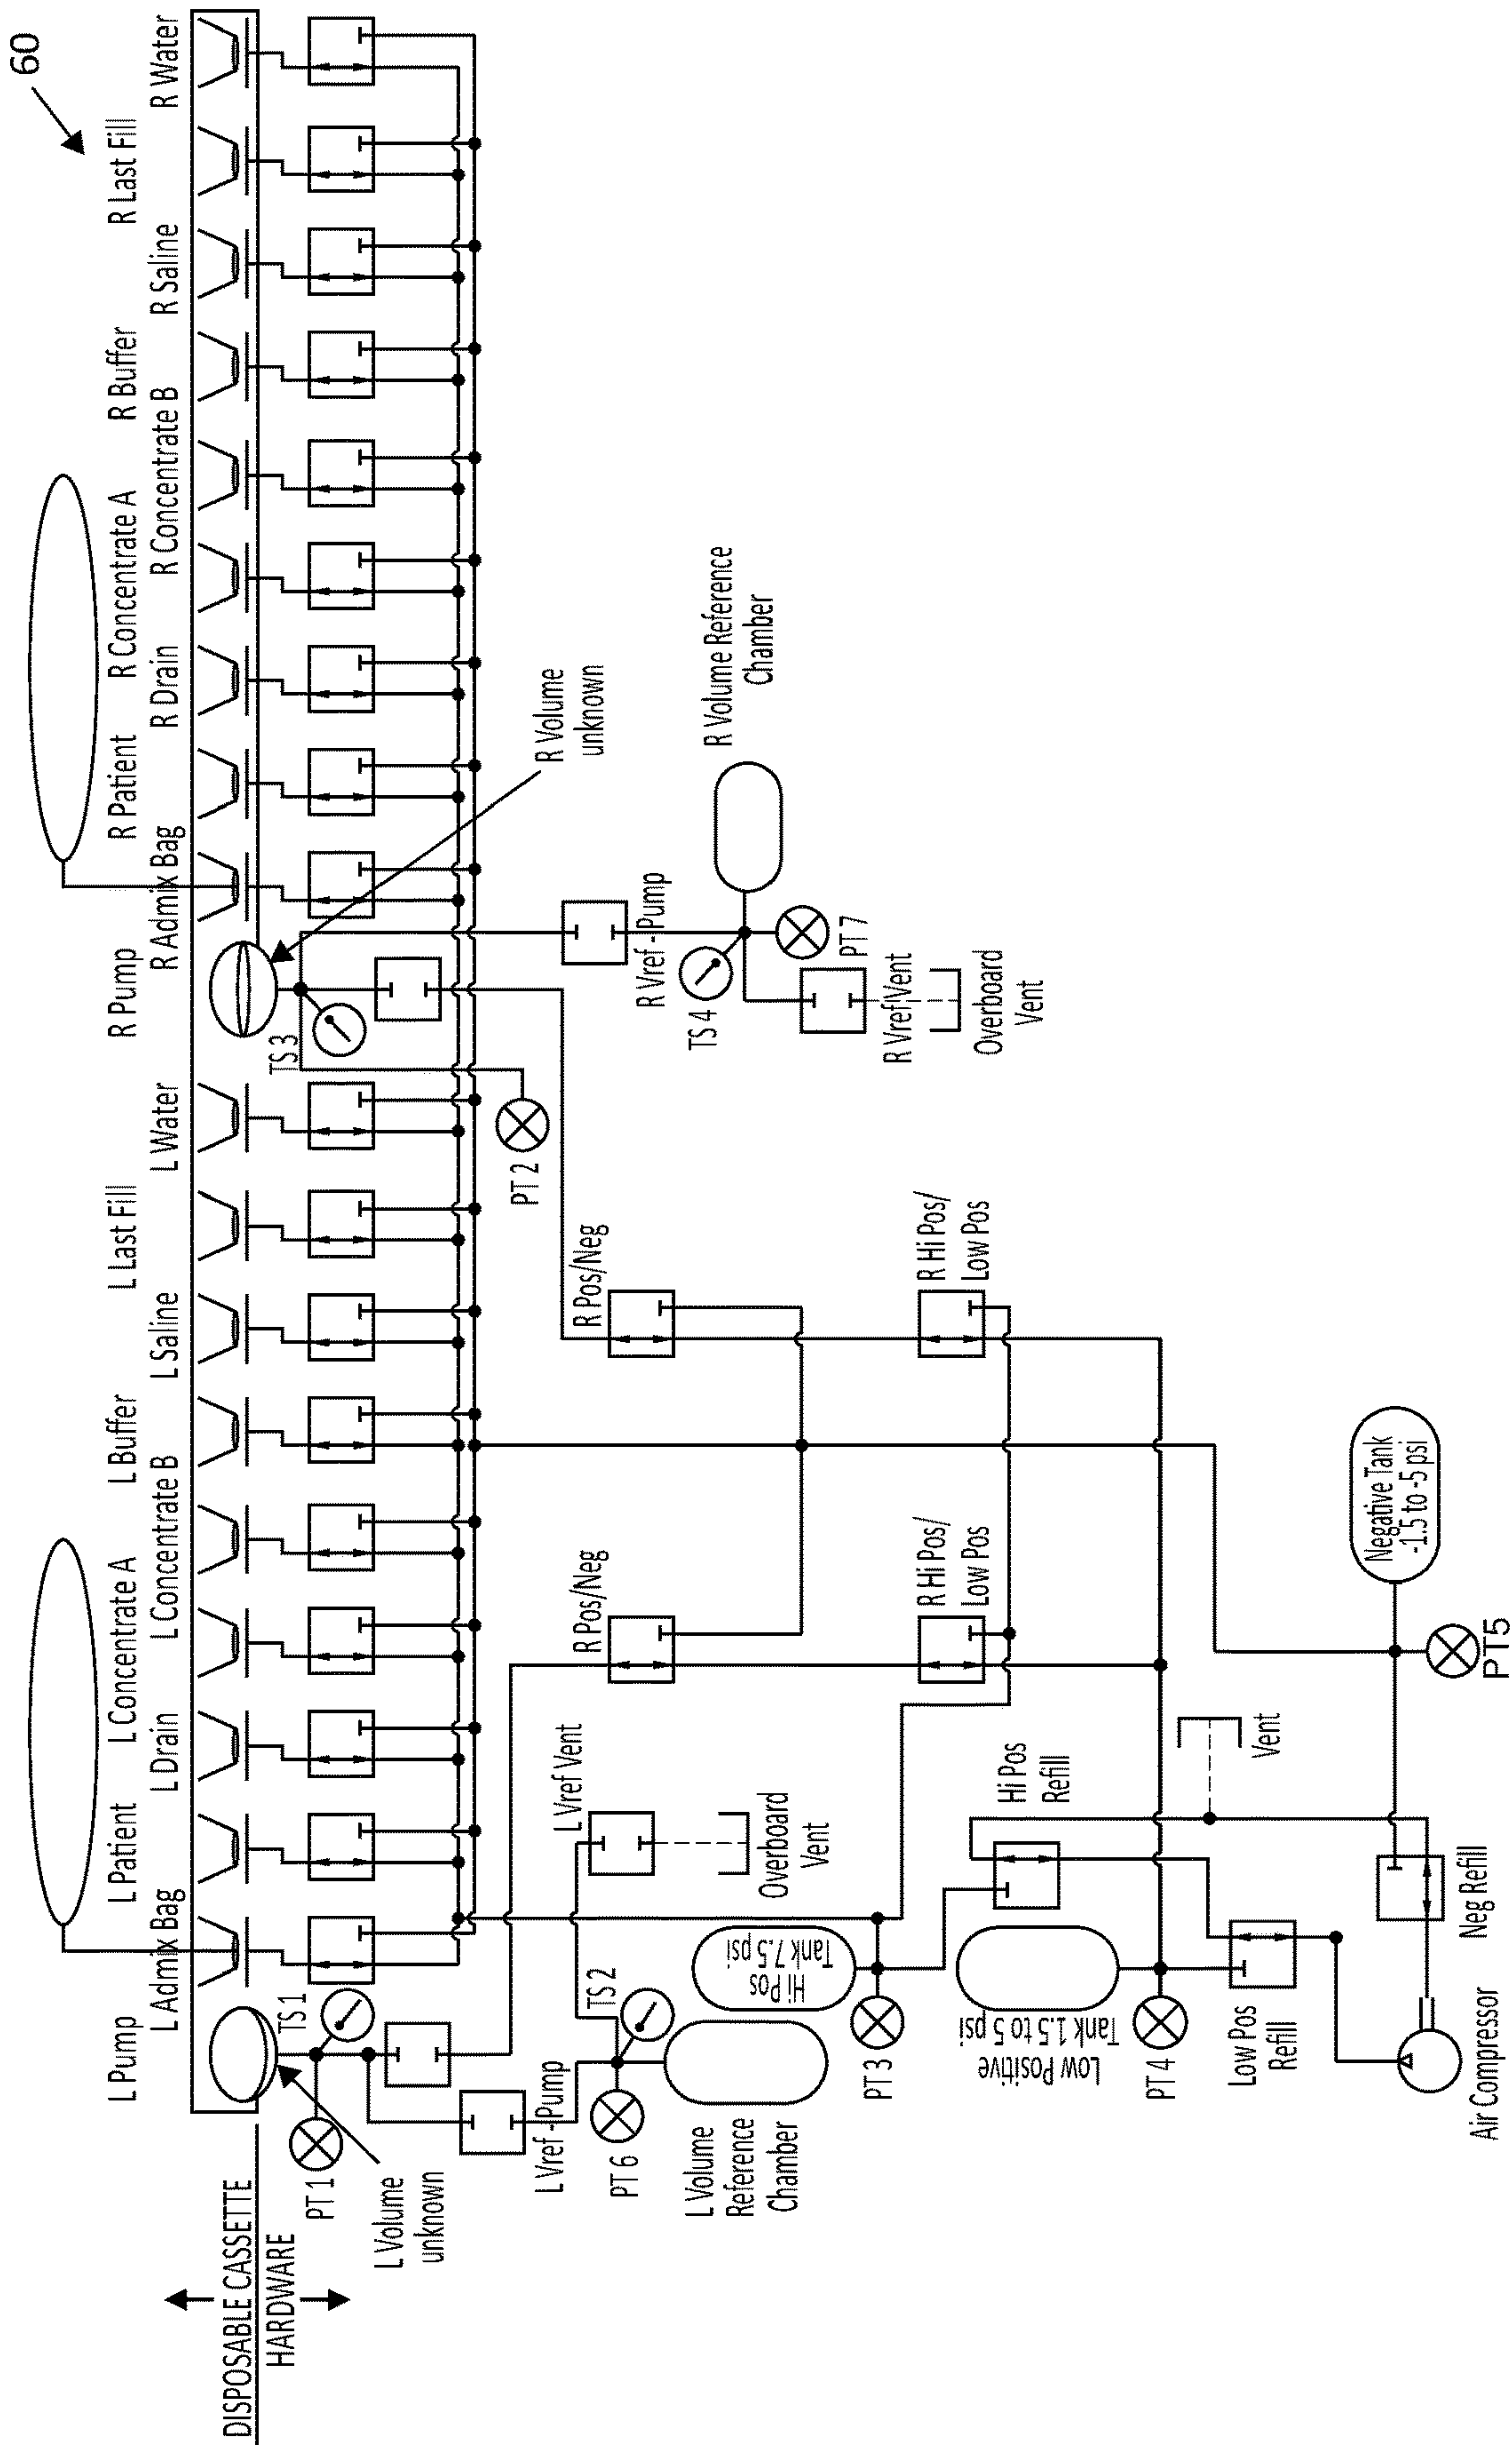 60
L Pump
L Admix Bag
L Patient
L Drain
L Concentrate A
L Concentrate B
L Buffer
L Saline
L Last Fill
L Water
R Pump
R Admix Bag
R Patient
R Drain
R Concentrate A
R Concentrate B
R Buffer
R Saline
R Last Fill
R Water
DISPOSABLE CASSETTE
HARDWARE
PT 1
TS 1
L Volume
unknown
L Vref - Pump
PT 6
TS 2
L Volume
Reference
Chamber
L Vref Vent
Overboard
Vent
TS 3
PT 2
R Volume
unknown
R Vref - Pump
TS 4
PT 7
R Vref Vent
Overboard
Vent
R Volume Reference
Chamber
R Pos/Neg
R Pos/Neg
R Hi Pos/
Low Pos
R Hi Pos/
Low Pos
Hi Pos
Tank 7.5 psi
PT 3
Hi Pos
Refill
Low Positive
Tank 1.5 to 5 psi
PT 4
Low Pos
Refill
Vent
Neg Refill
Air Compressor
Negative Tank
-1.5 to -5 psi
PT5